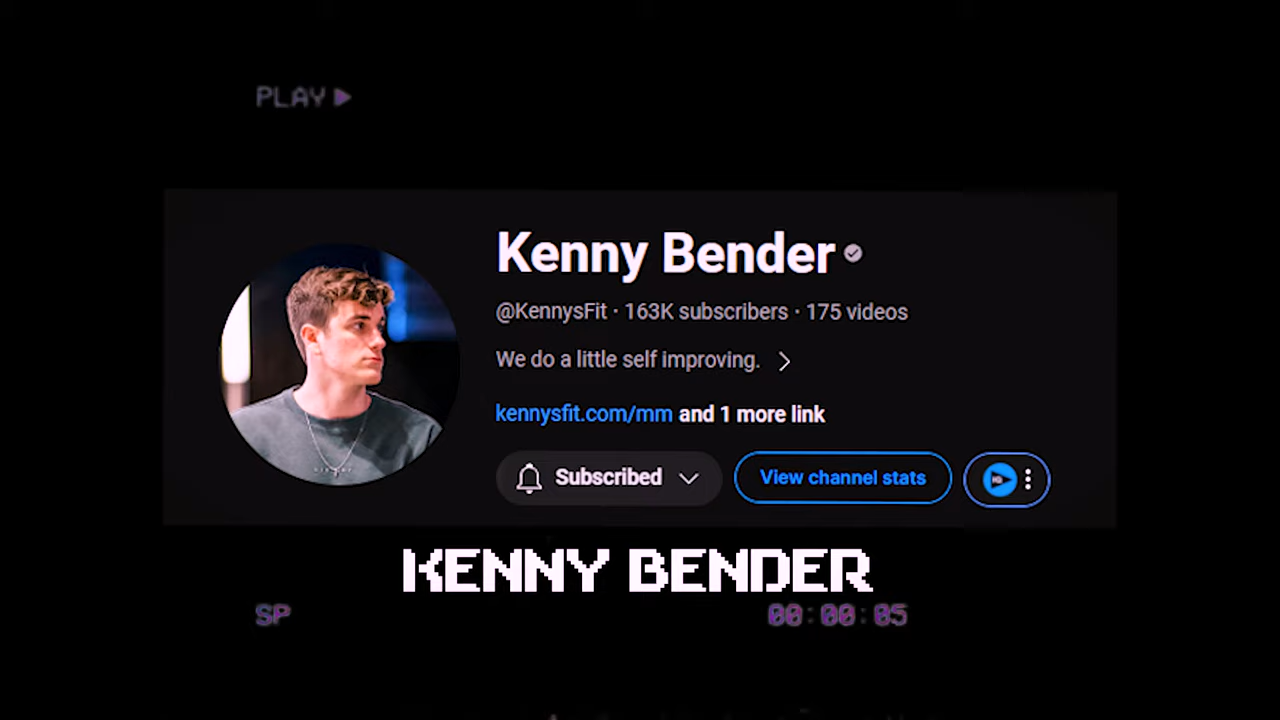 PLAY
Kenny Bender
@KennysFit · 163K subscribers · 175 videos
We do a little self improving.
kennysfit.com/mm and 1 more link
Subscribed
View channel stats
KENNY BENDER
SP
00:00:05